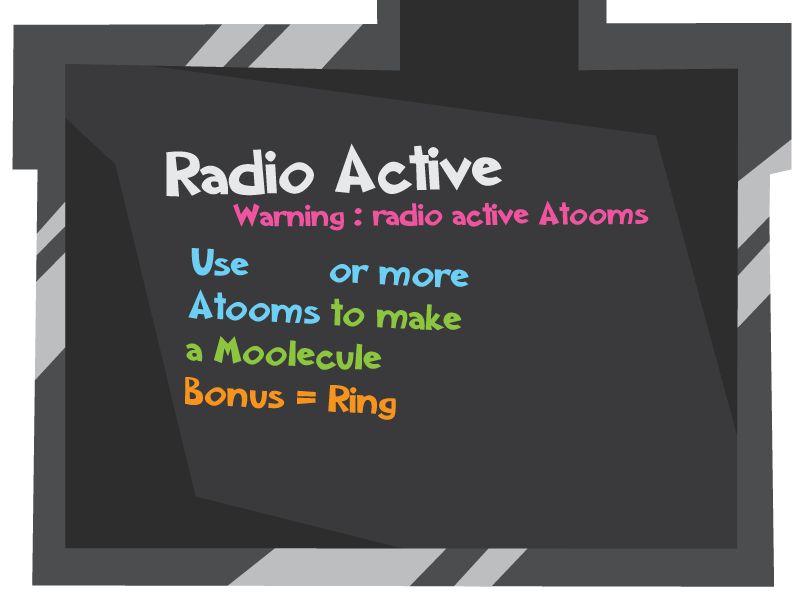 Radio Active
Warning : radio active Atooms
Use or more
Atooms to make
a Moolecule
Bonus = Ring